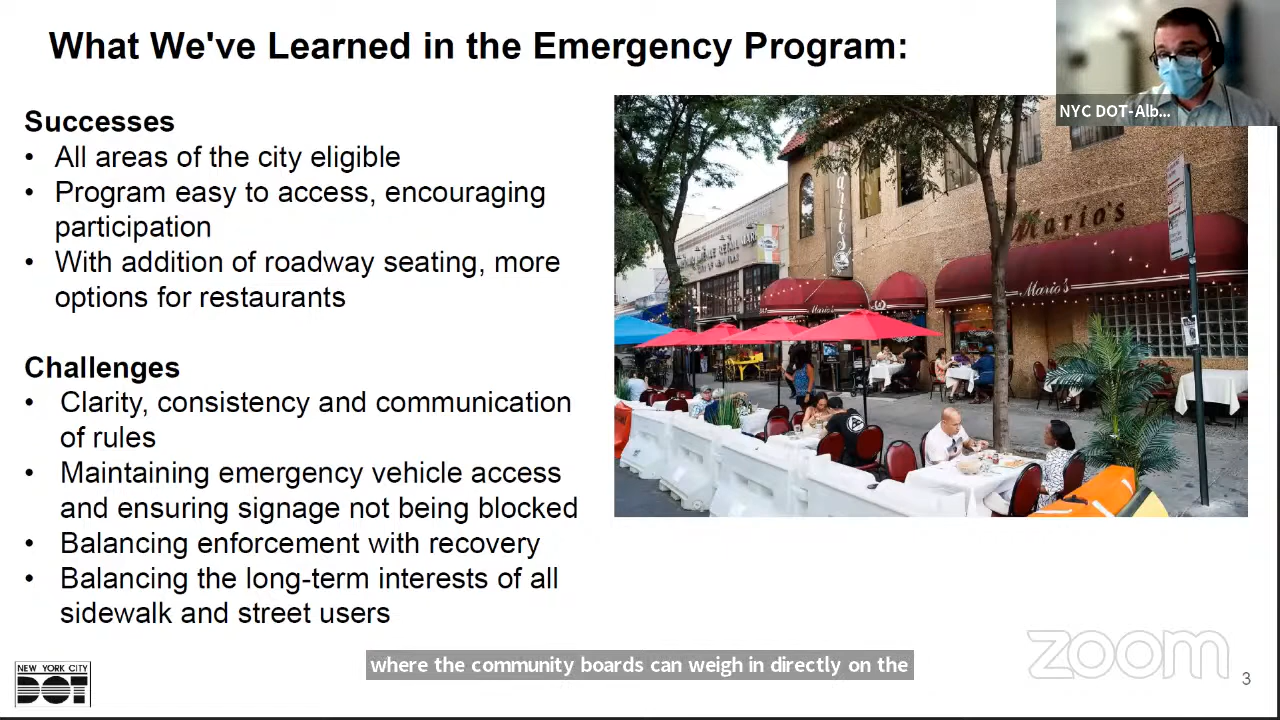 What We've Learned in the Emergency Program:
NYC DOT-Alb...
Successes
• All areas of the city eligible
• Program easy to access, encouraging
participation
• With addition of roadway seating, more
options for restaurants
Challenges
• Clarity, consistency and communication
of rules
• Maintaining emergency vehicle access
and ensuring signage not being blocked
• Balancing enforcement with recovery
• Balancing the long-term interests of all
sidewalk and street users
Mario's
Mario's
Mario's
where the community boards can weigh in directly on the
NEW YORK CITY
DOT
zoom
3